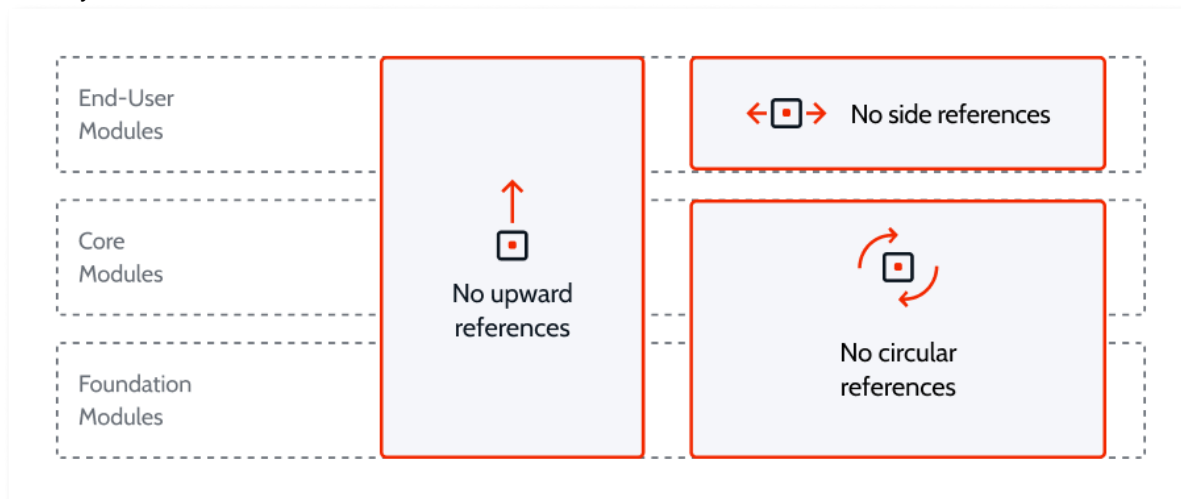 End-User
Modules
No side references
Core
Modules
No upward
references
No circular
references
Foundation
Modules